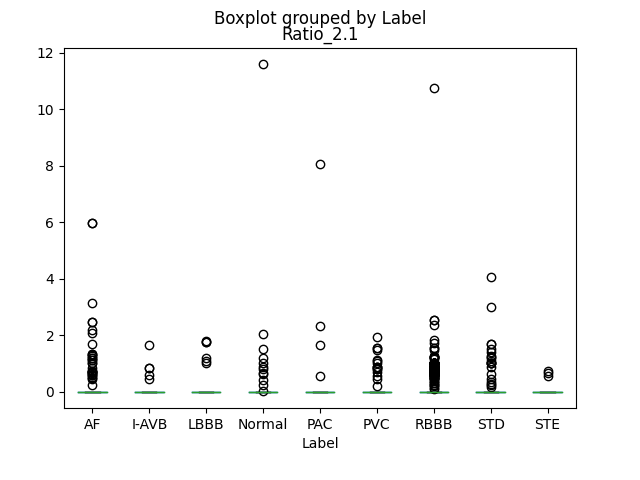 Boxplot grouped by Label
Ratio_2.1
12
10
8
6
4
2
0
AF I-AVB LBBB Normal PAC PVC RBBB STD STE
Label